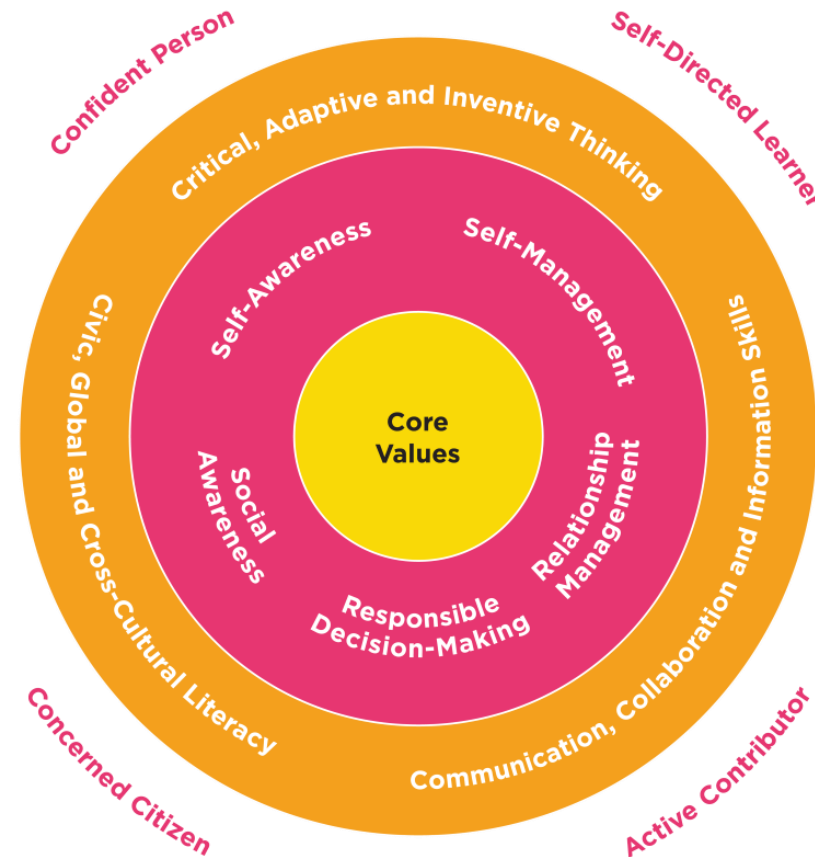 Confident Person
Self-Directed Learner
Critical, Adaptive and Inventive Thinking
Self-Awareness
Self-Management
Civic, Global and Cross-Cultural Literacy
Communication, Collaboration and Information Skills
Core
Values
Social
Awareness
Relationship
Management
Responsible
Decision-Making
Concerned Citizen
Active Contributor